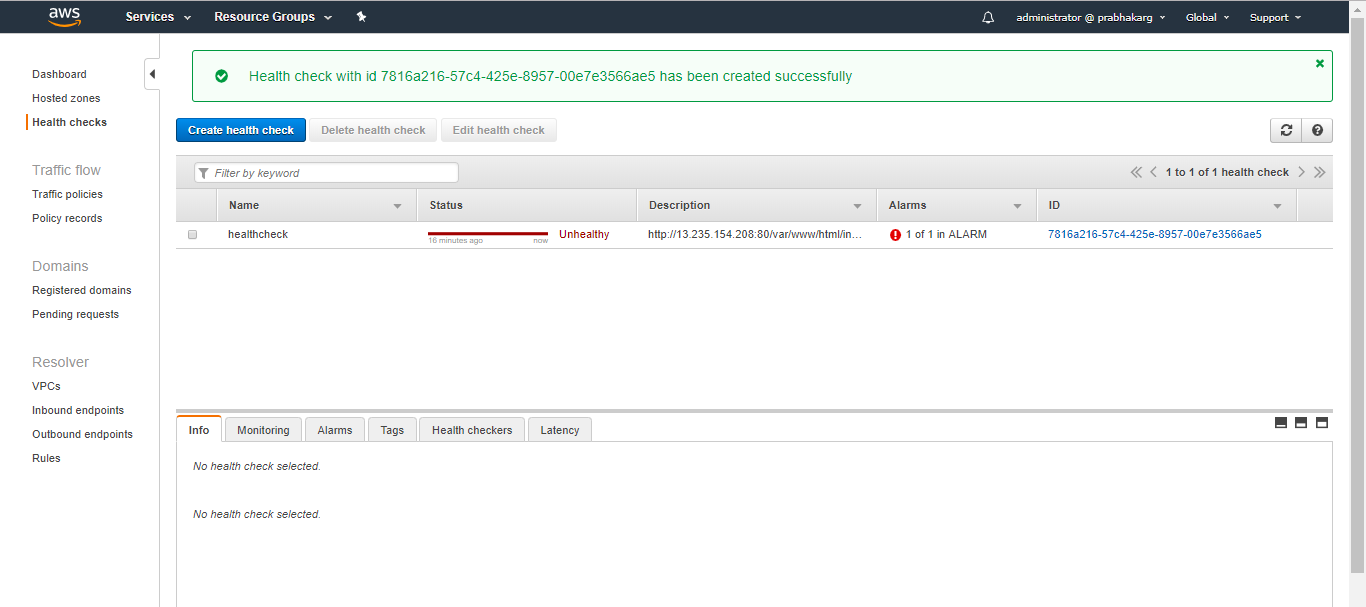 aws Services Resource Groups administrator @ prabhakarg Global Support
Dashboard
Hosted zones
Health checks
Traffic flow
Traffic policies
Policy records
Domains
Registered domains
Pending requests
Resolver
VPCs
Inbound endpoints
Outbound endpoints
Rules
Health check with id 7816a216-57c4-425e-8957-00e7e3566ae5 has been created successfully
Create health check Delete health check Edit health check
Filter by keyword 1 to 1 of 1 health check
Name Status Description Alarms ID
healthcheck 16 minutes ago now Unhealthy http://13.235.154.208:80/var/www/html/in... 1 of 1 in ALARM 7816a216-57c4-425e-8957-00e7e3566ae5
Info Monitoring Alarms Tags Health checkers Latency
No health check selected.
No health check selected.